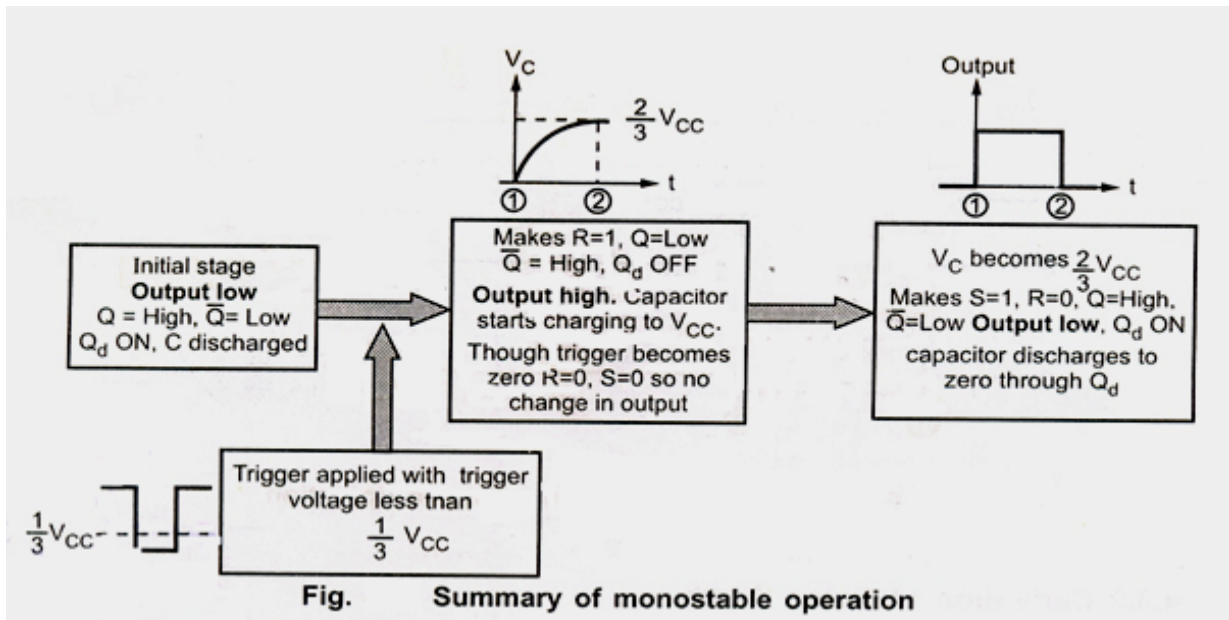 V_C
2/3 V_CC
t
① ②
Output
t
① ②
Initial stage
Output low
Q = High, Q̅= Low
Q_d ON, C discharged
Makes R=1, Q=Low
Q̅ = High, Q_d OFF
Output high. Capacitor
starts charging to V_CC.
Though trigger becomes
zero R=0, S=0 so no
change in output
V_C becomes 2/3 V_CC
Makes S=1, R=0, Q=High.
Q̅=Low Output low, Q_d ON
capacitor discharges to
zero through Q_d
1/3 V_CC
Trigger applied with trigger
voltage less tnan
1/3 V_CC
Fig. Summary of monostable operation